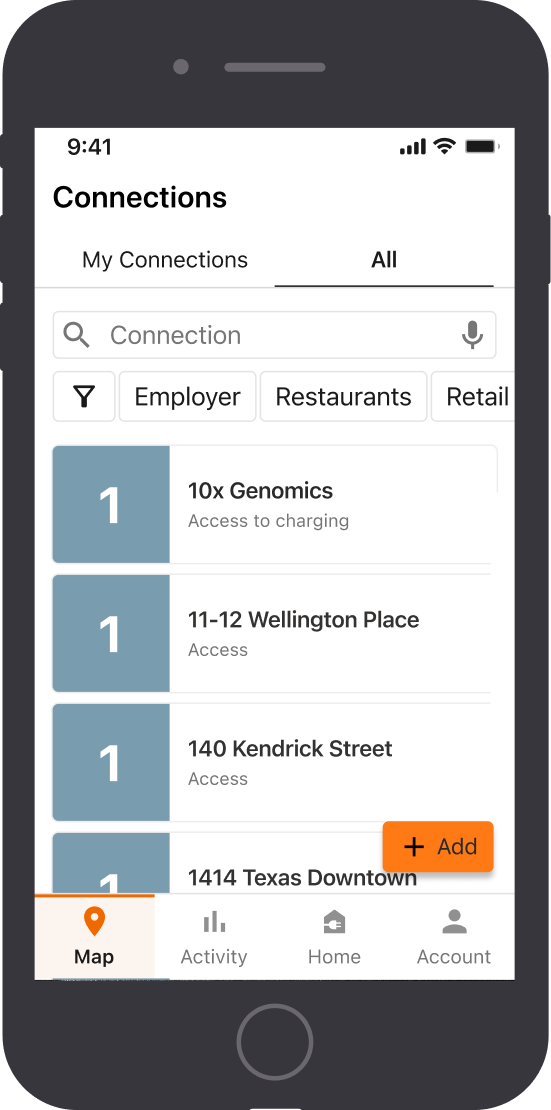 9:41
Connections
My Connections All
Connection
Employer Restaurants Retail
1
10x Genomics
Access to charging
1
11-12 Wellington Place
Access
1
140 Kendrick Street
Access
1
1414 Texas Downtown
+ Add
Map Activity Home Account